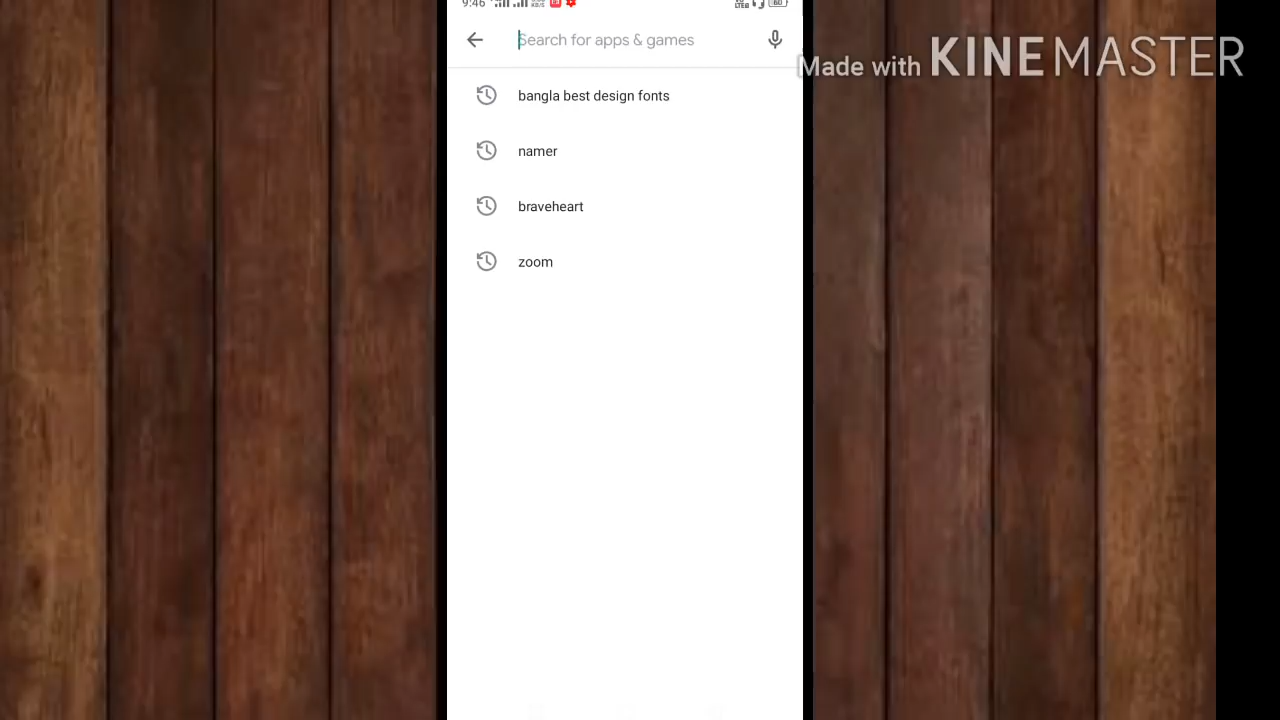 9:46
Search for apps & games
Made with KINEMASTER
bangla best design fonts
namer
braveheart
zoom